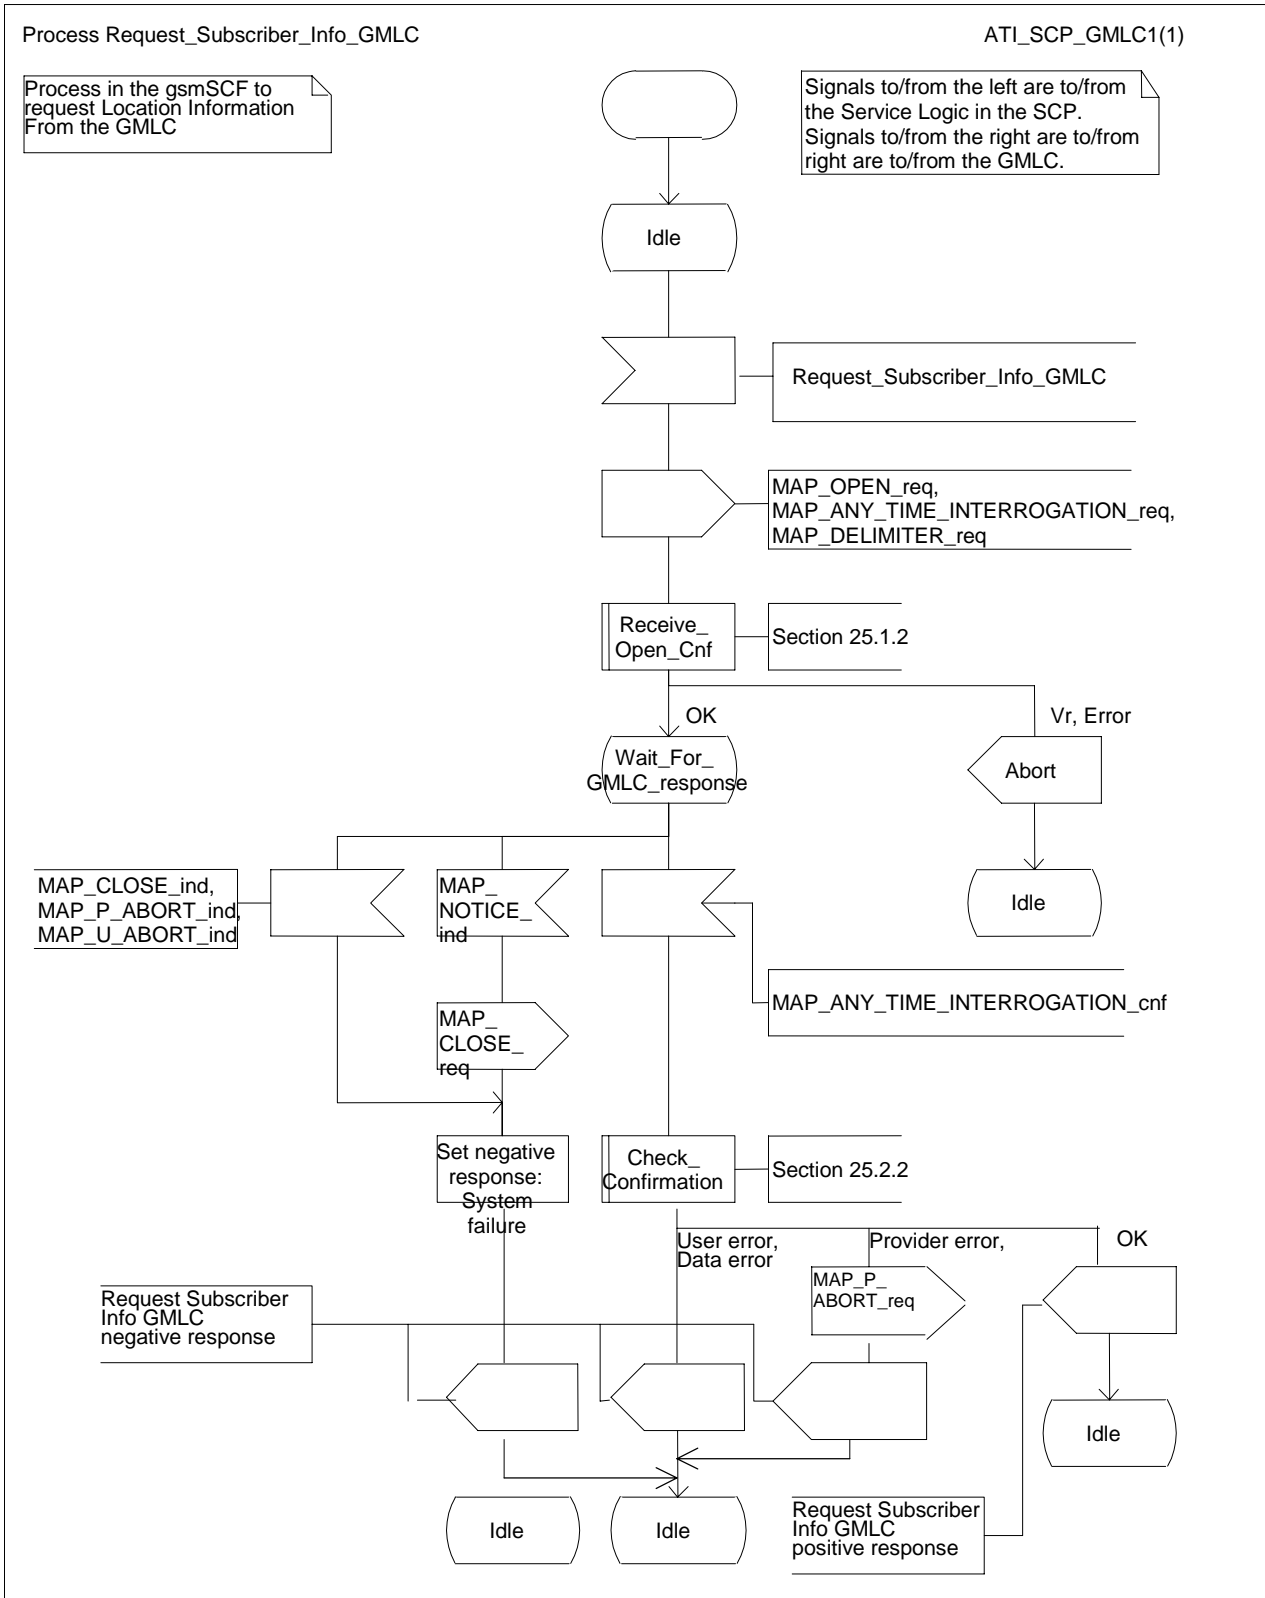 Process Request_Subscriber_Info_GMLC
ATI_SCP_GMLC1(1)
Process in the gsmSCF to
request Location Information
From the GMLC
Signals to/from the left are to/from
the Service Logic in the SCP.
Signals to/from the right are to/from
right are to/from the GMLC.
Idle
Request_Subscriber_Info_GMLC
MAP_OPEN_req,
MAP_ANY_TIME_INTERROGATION_req,
MAP_DELIMITER_req
Receive_
Open_Cnf
Section 25.1.2
OK
Vr, Error
Wait_For_
GMLC_response
Abort
MAP_CLOSE_ind,
MAP_P_ABORT_ind,
MAP_U_ABORT_ind
MAP_
NOTICE_
ind
Idle
MAP_ANY_TIME_INTERROGATION_cnf
MAP_
CLOSE_
req
Set negative
response:
System
failure
Check_
Confirmation
Section 25.2.2
User error,
Data error
Provider error,
OK
MAP_P_
ABORT_req
Request Subscriber
Info GMLC
negative response
Idle
Idle
Idle
Request Subscriber
Info GMLC
positive response